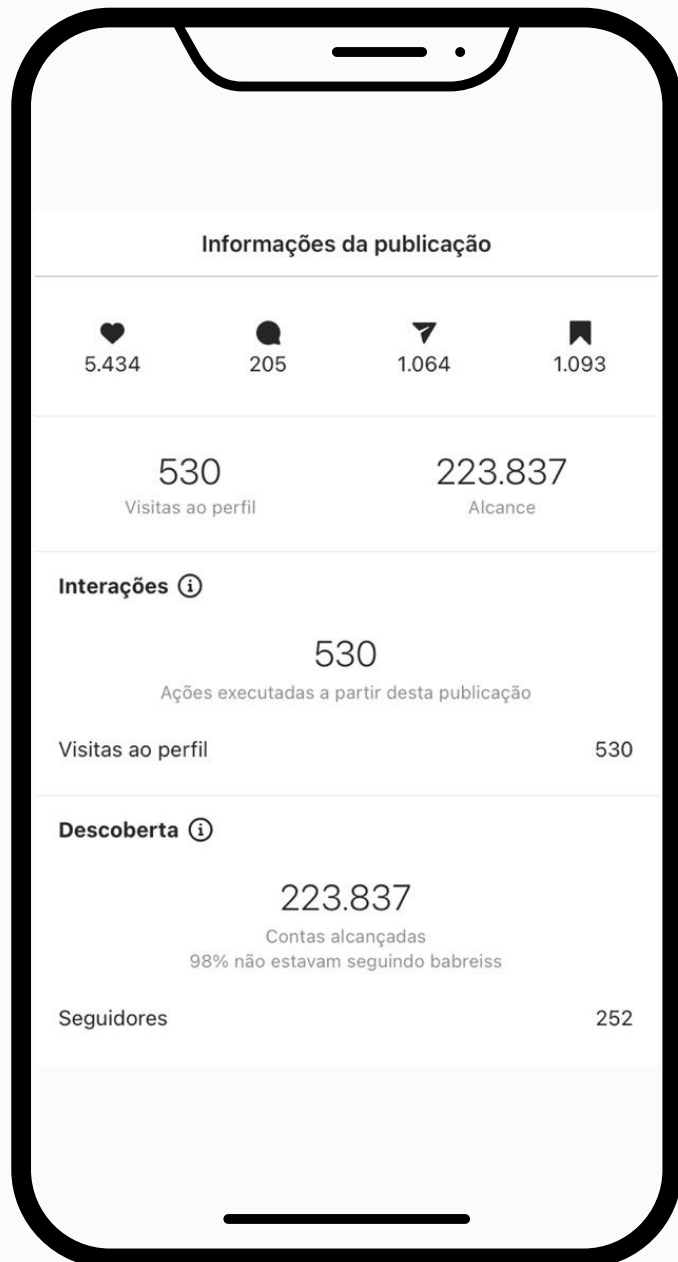 Informações da publicação
5.434 205 1.064 1.093
530 223.837
Visitas ao perfil Alcance
Interações
530
Ações executadas a partir desta publicação
Visitas ao perfil 530
Descoberta
223.837
Contas alcançadas
98% não estavam seguindo babreiss
Seguidores 252